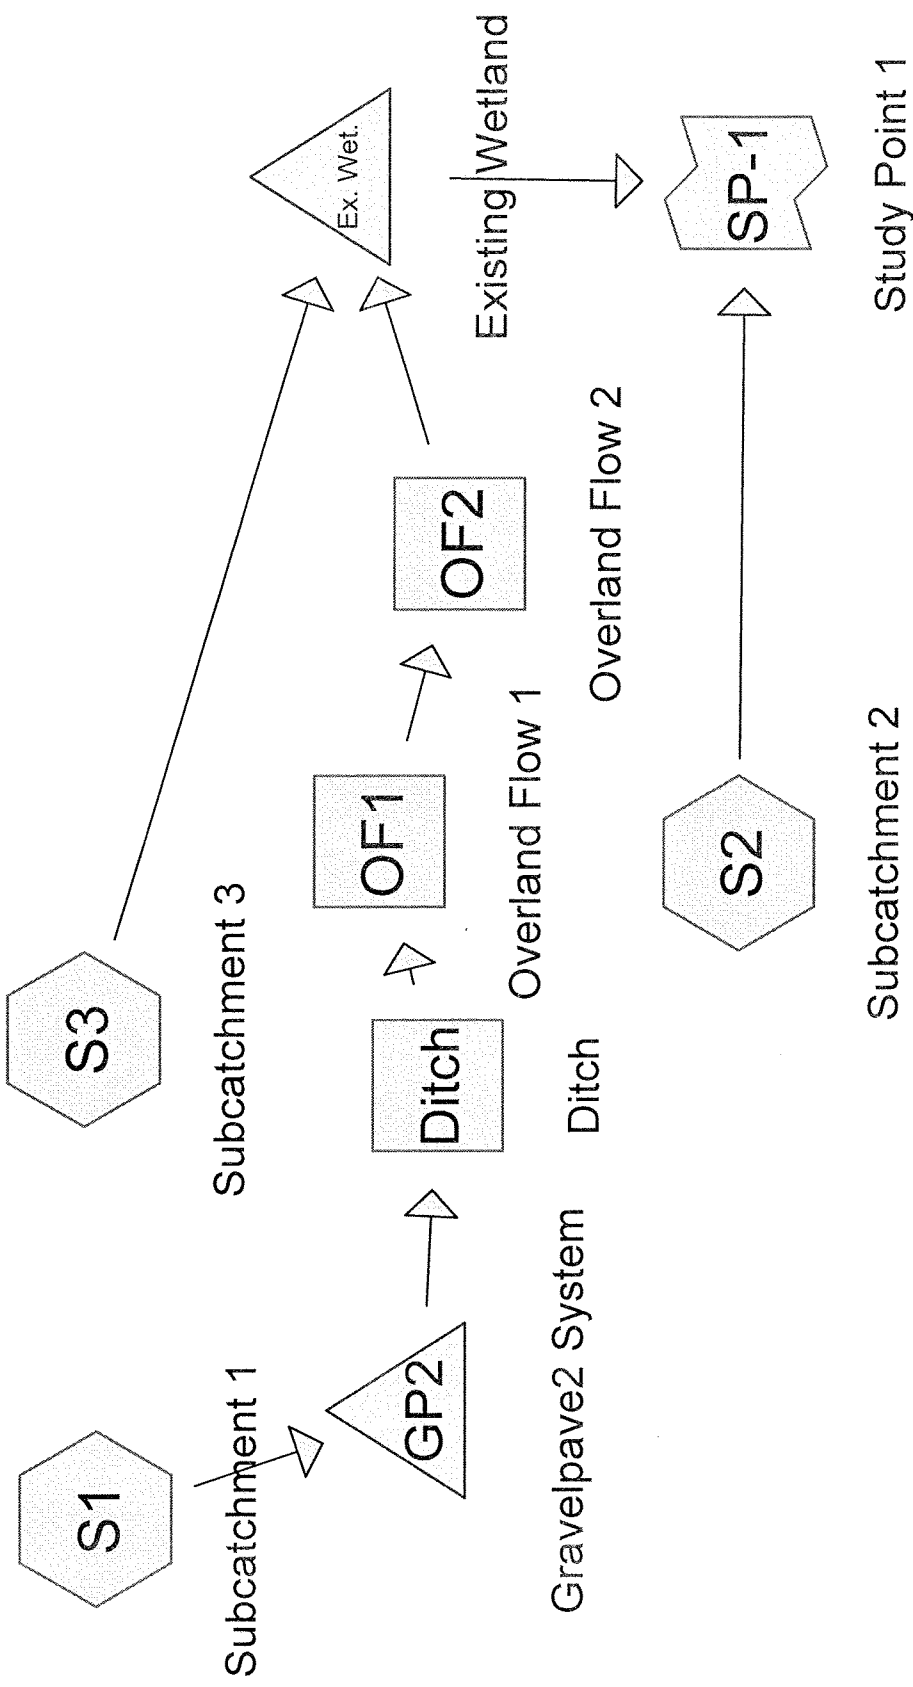 S1
Subcatchment 1
S3
Subcatchment 3
Ex. Wet.
Existing Wetland
GP2
Gravelpave2 System
Ditch
Ditch
OF1
Overland Flow 1
OF2
Overland Flow 2
S2
Subcatchment 2
SP-1
Study Point 1